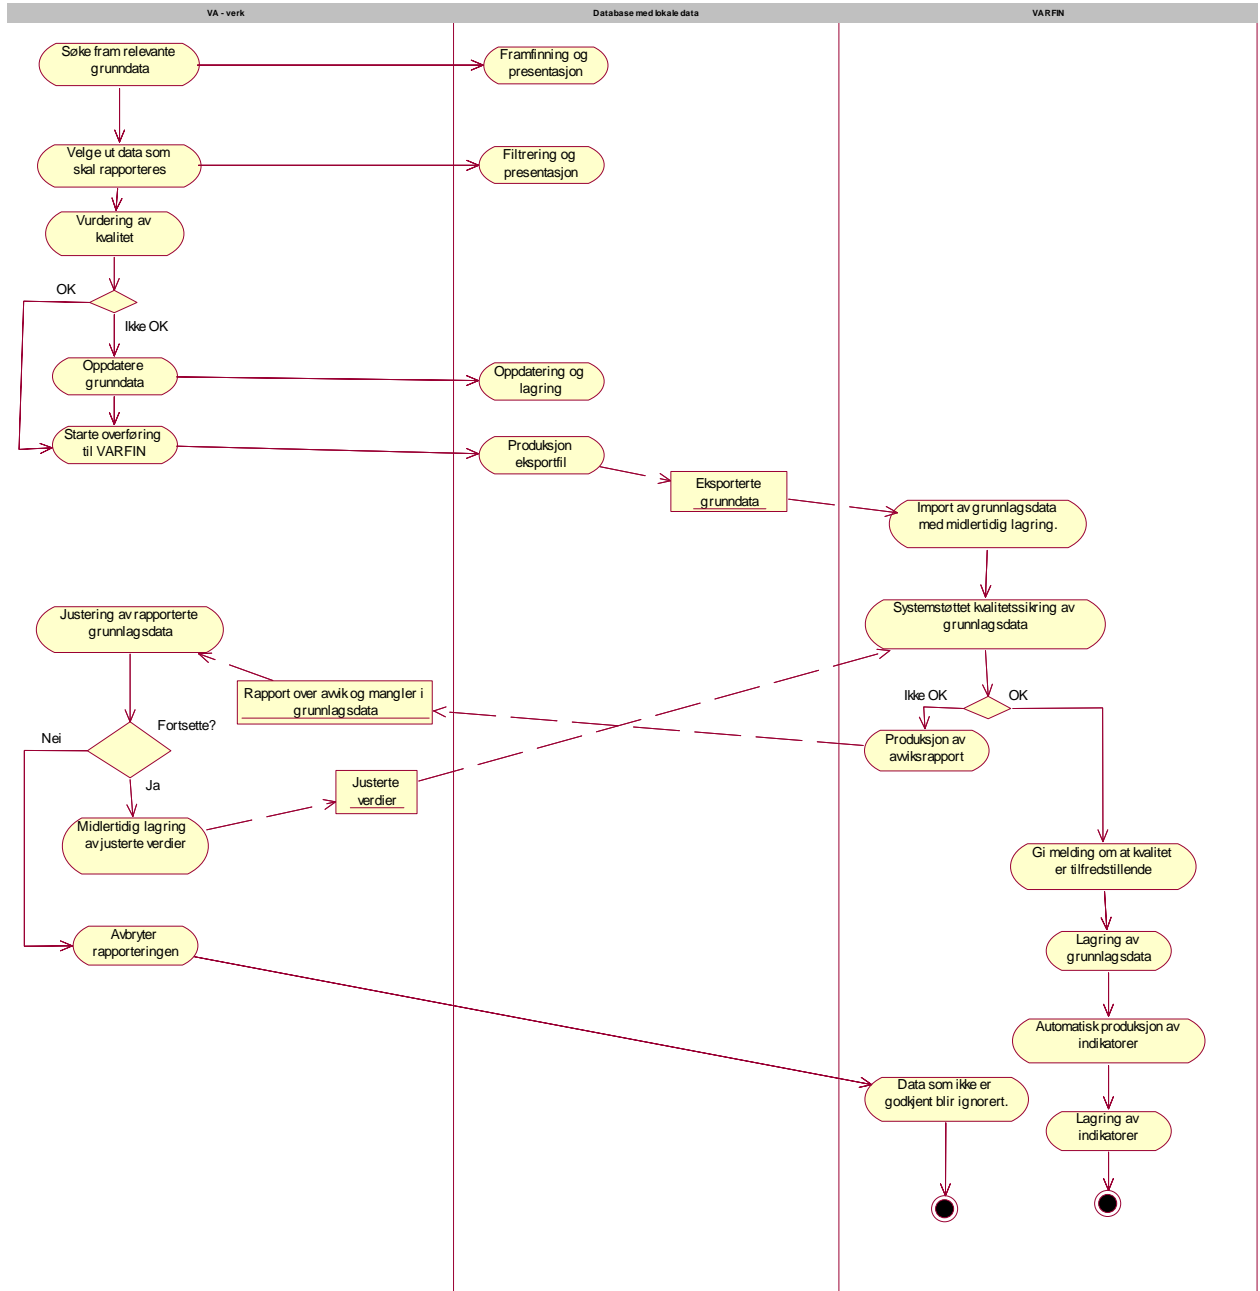 VA - verk
Database med lokale data
VARFIN
Søke fram relevante
grunndata
Framfinning og
presentasjon
Velge ut data som
skal rapporteres
Filtrering og
presentasjon
Vurdering av
kvalitet
OK
Ikke OK
Oppdatere
grunndata
Oppdatering og
lagring
Starte overføring
til VARFIN
Produksjon
eksportfil
Eksporterte
grunndata
Import av grunnlagsdata
med midlertidig lagring.
Systemstøttet kvalitetssikring av
grunnlagsdata
Justering av rapporterte
grunnlagsdata
Rapport over avvik og mangler i
grunnlagsdata
Ikke OK
OK
Produksjon av
avviksrapport
Fortsette?
Nei
Ja
Justerte
verdier
Midlertidig lagring
av justerte verdier
Gi melding om at kvalitet
er tilfredstillende
Avbryter
rapporteringen
Lagring av
grunnlagsdata
Automatisk produksjon av
indikatorer
Data som ikke er
godkjent blir ignorert.
Lagring av
indikatorer